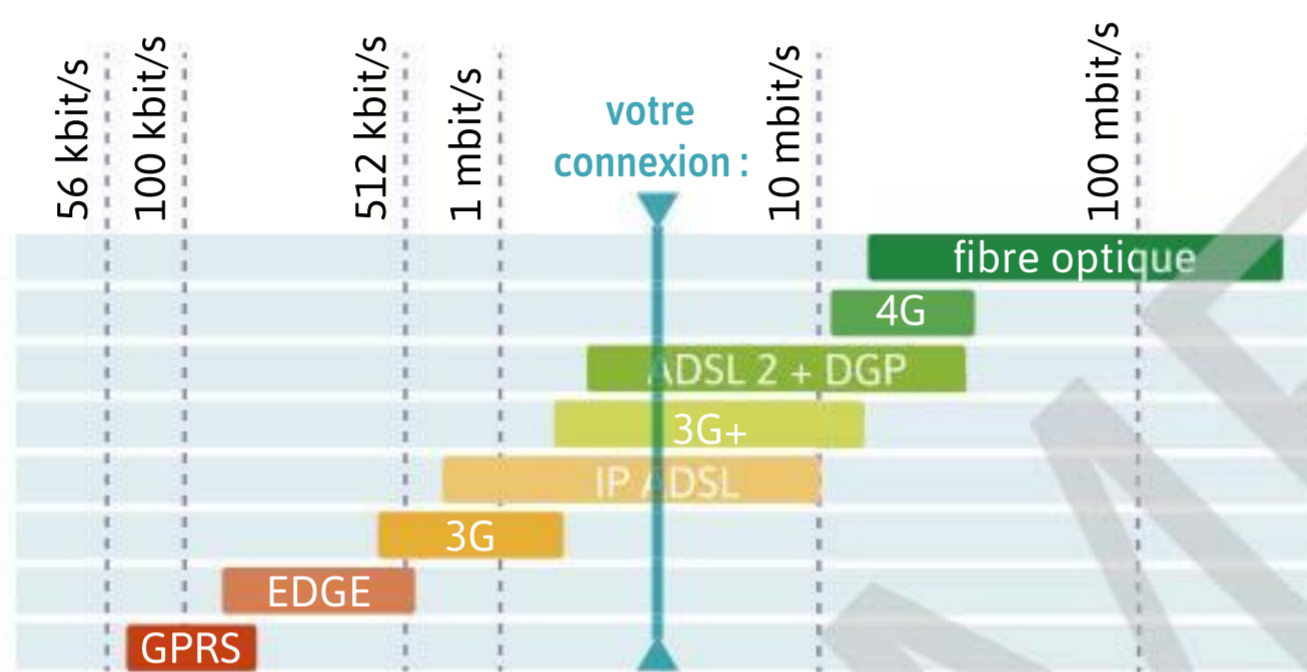 56 kbit/s
100 kbit/s
512 kbit/s
1 mbit/s
votre
connexion :
10 mbit/s
100 mbit/s
fibre optique
4G
ADSL 2 + DGP
3G+
IP ADSL
3G
EDGE
GPRS